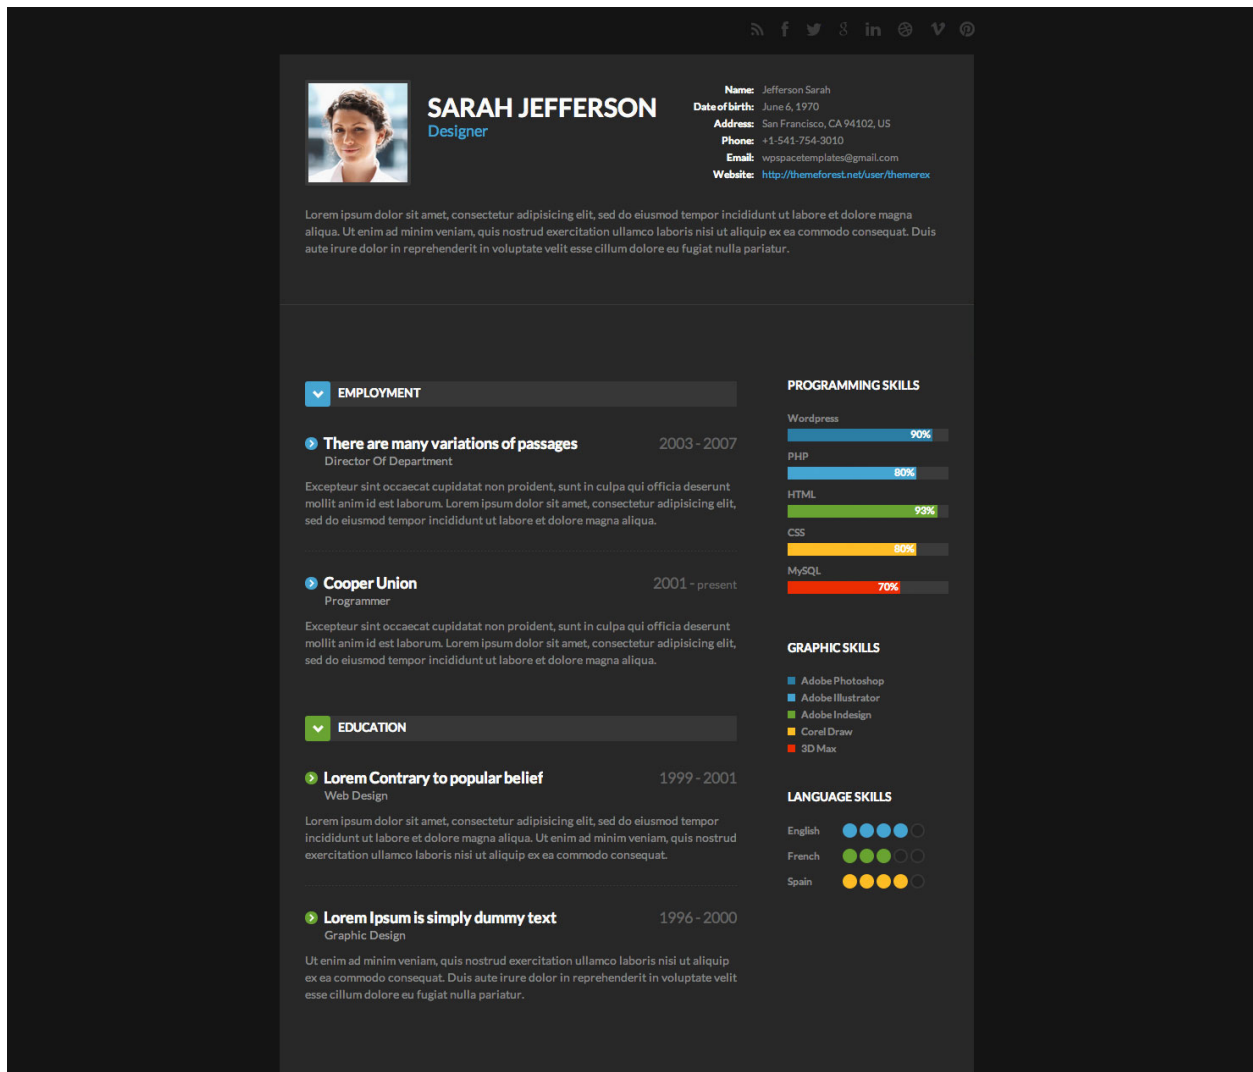 SARAH JEFFERSON
Designer
Name: Jefferson Sarah
Date of birth: June 6, 1970
Address: San Francisco, CA 94102, US
Phone: +1-541-754-3010
Email: wpspacetemplates@gmail.com
Website: http://themeforest.net/user/themerex
Lorem ipsum dolor sit amet, consectetur adipisicing elit, sed do eiusmod tempor incididunt ut labore et dolore magna
aliqua. Ut enim ad minim veniam, quis nostrud exercitation ullamco laboris nisi ut aliquip ex ea commodo consequat. Duis
aute irure dolor in reprehenderit in voluptate velit esse cillum dolore eu fugiat nulla pariatur.
EMPLOYMENT
There are many variations of passages 2003 - 2007
Director Of Department
Excepteur sint occaecat cupidatat non proident, sunt in culpa qui officia deserunt
mollit anim id est laborum. Lorem ipsum dolor sit amet, consectetur adipisicing elit,
sed do eiusmod tempor incididunt ut labore et dolore magna aliqua.
Cooper Union 2001 - present
Programmer
Excepteur sint occaecat cupidatat non proident, sunt in culpa qui officia deserunt
mollit anim id est laborum. Lorem ipsum dolor sit amet, consectetur adipisicing elit,
sed do eiusmod tempor incididunt ut labore et dolore magna aliqua.
EDUCATION
Lorem Contrary to popular belief 1999 - 2001
Web Design
Lorem ipsum dolor sit amet, consectetur adipisicing elit, sed do eiusmod tempor
incididunt ut labore et dolore magna aliqua. Ut enim ad minim veniam, quis nostrud
exercitation ullamco laboris nisi ut aliquip ex ea commodo consequat.
Lorem Ipsum is simply dummy text 1996 - 2000
Graphic Design
Ut enim ad minim veniam, quis nostrud exercitation ullamco laboris nisi ut aliquip
ex ea commodo consequat. Duis aute irure dolor in reprehenderit in voluptate velit
esse cillum dolore eu fugiat nulla pariatur.
PROGRAMMING SKILLS
Wordpress
90%
PHP
80%
HTML
93%
CSS
80%
MySQL
70%
GRAPHIC SKILLS
Adobe Photoshop
Adobe Illustrator
Adobe Indesign
Corel Draw
3D Max
LANGUAGE SKILLS
English
French
Spain